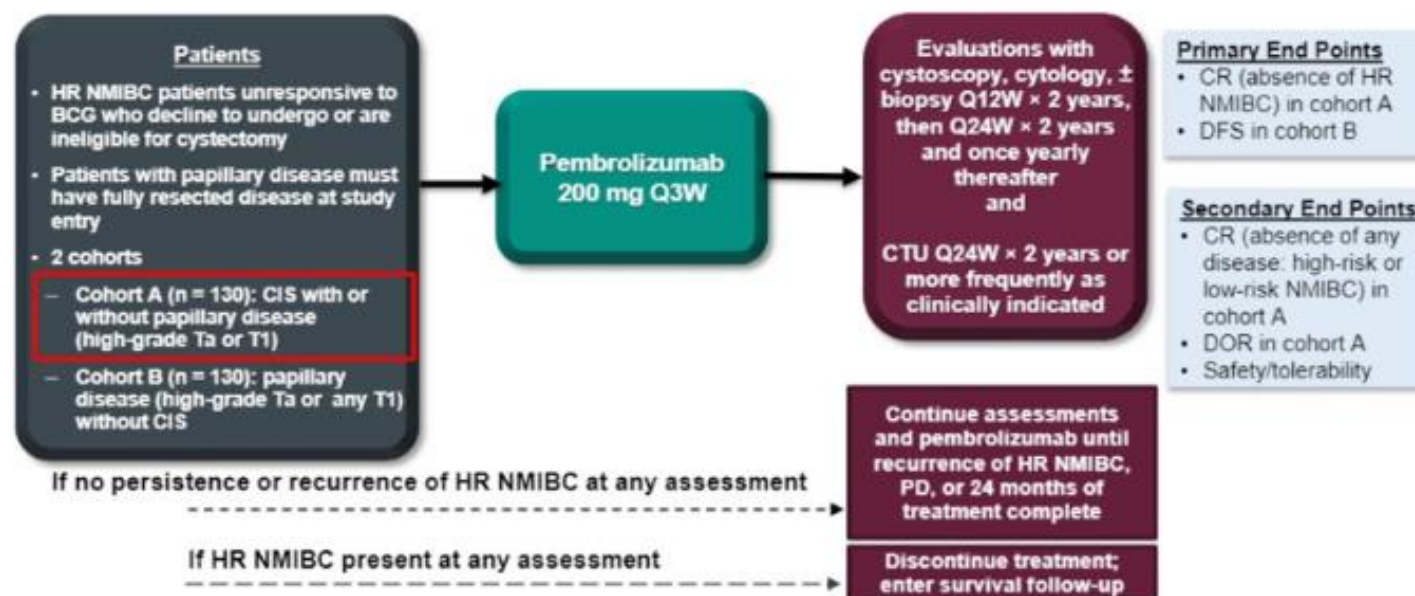 Patients
• HR NMIBC patients unresponsive to
BCG who decline to undergo or are
ineligible for cystectomy
• Patients with papillary disease must
have fully resected disease at study
entry
• 2 cohorts
– Cohort A (n = 130): CIS with or
without papillary disease
(high-grade Ta or T1)
– Cohort B (n = 130): papillary
disease (high-grade Ta or any T1)
without CIS
Pembrolizumab
200 mg Q3W
Evaluations with
cystoscopy, cytology, ±
biopsy Q12W × 2 years,
then Q24W × 2 years
and once yearly
thereafter
and
CTU Q24W × 2 years or
more frequently as
clinically indicated
Primary End Points
• CR (absence of HR
NMIBC) in cohort A
• DFS in cohort B
Secondary End Points
• CR (absence of any
disease: high-risk or
low-risk NMIBC) in
cohort A
• DOR in cohort A
• Safety/tolerability
If no persistence or recurrence of HR NMIBC at any assessment
Continue assessments
and pembrolizumab until
recurrence of HR NMIBC,
PD, or 24 months of
treatment complete
If HR NMIBC present at any assessment
Discontinue treatment;
enter survival follow-up